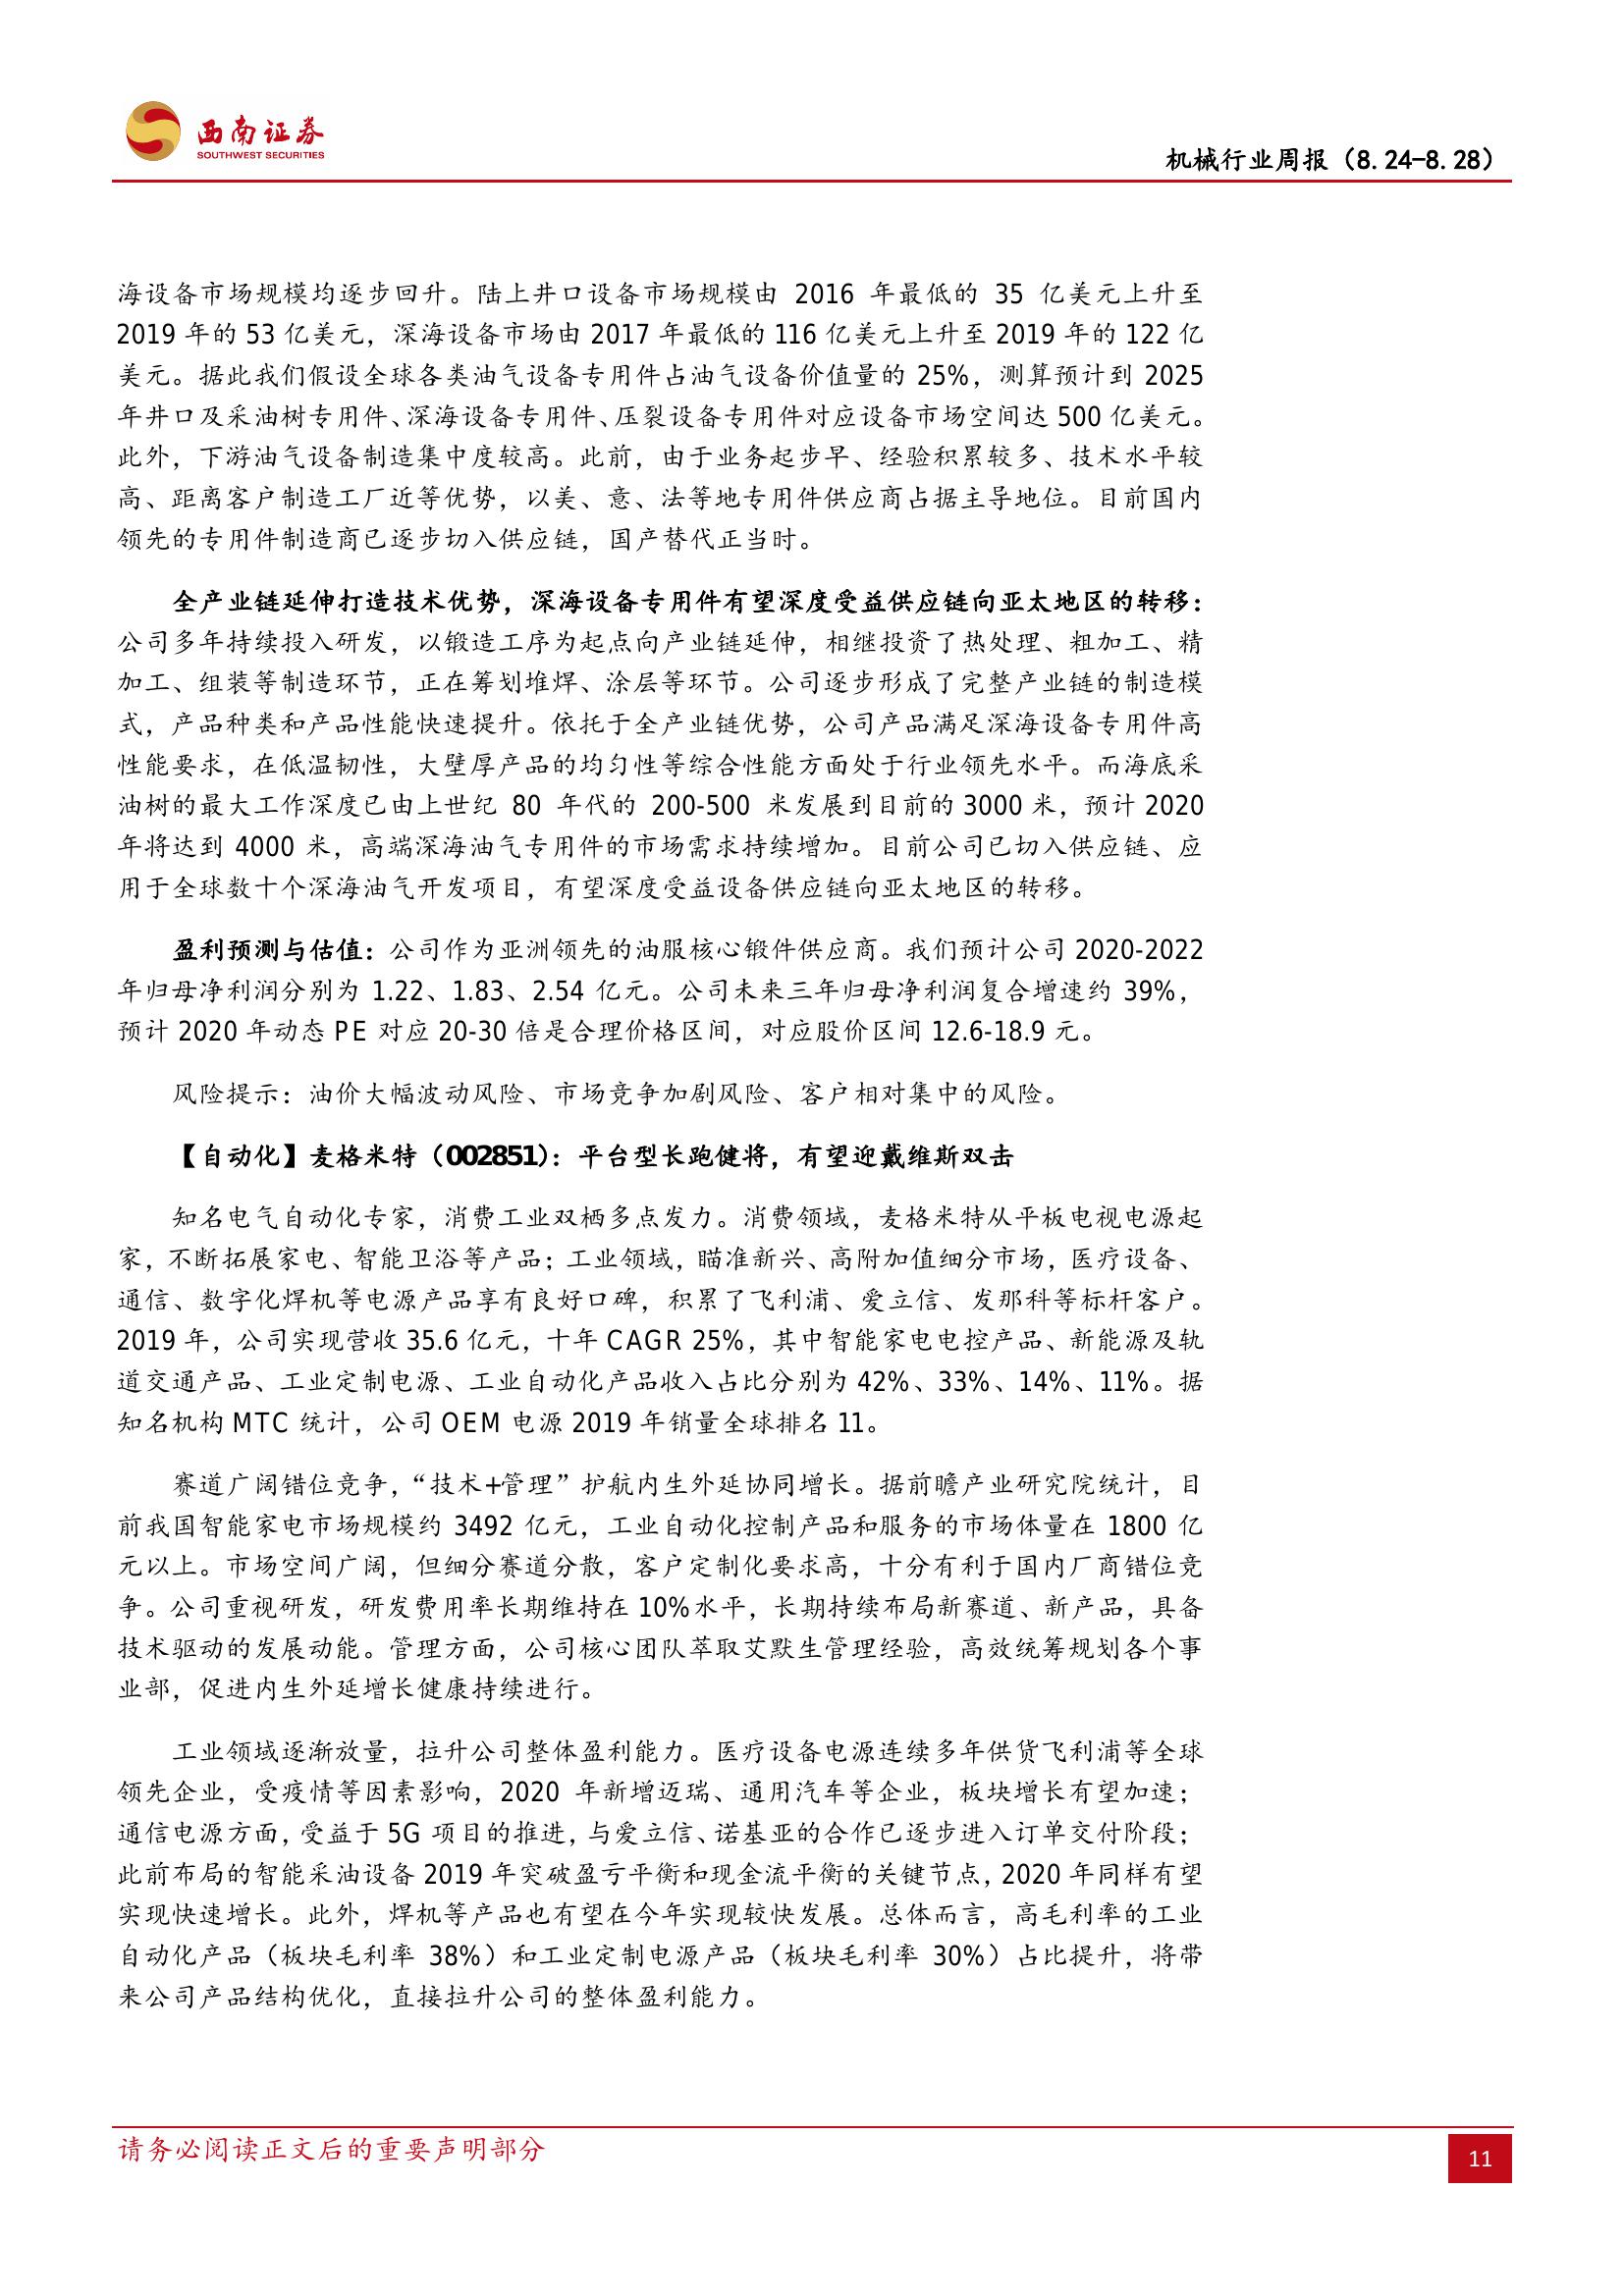 西南证券
SOUTHWEST SECURITIES
机械行业周报（8.24-8.28）
海设备市场规模均逐步回升。陆上井口设备市场规模由 2016 年最低的 35 亿美元上升至
2019 年的 53 亿美元，深海设备市场由 2017 年最低的 116 亿美元上升至 2019 年的 122 亿
美元。据此我们假设全球各类油气设备专用件占油气设备价值量的 25%，测算预计到 2025
年井口及采油树专用件、深海设备专用件、压裂设备专用件对应设备市场空间达 500 亿美元。
此外，下游油气设备制造集中度较高。此前，由于业务起步早、经验积累较多、技术水平较
高、距离客户制造工厂近等优势，以美、意、法等地专用件供应商占据主导地位。目前国内
领先的专用件制造商已逐步切入供应链，国产替代正当时。
全产业链延伸打造技术优势，深海设备专用件有望深度受益供应链向亚太地区的转移：
公司多年持续投入研发，以锻造工序为起点向产业链延伸，相继投资了热处理、粗加工、精
加工、组装等制造环节，正在筹划堆焊、涂层等环节。公司逐步形成了完整产业链的制造模
式，产品种类和产品性能快速提升。依托于全产业链优势，公司产品满足深海设备专用件高
性能要求，在低温韧性，大壁厚产品的均匀性等综合性能方面处于行业领先水平。而海底采
油树的最大工作深度已由上世纪 80 年代的 200-500 米发展到目前的 3000 米，预计 2020
年将达到 4000 米，高端深海油气专用件的市场需求持续增加。目前公司已切入供应链、应
用于全球数十个深海油气开发项目，有望深度受益设备供应链向亚太地区的转移。
盈利预测与估值：公司作为亚洲领先的油服核心锻件供应商。我们预计公司 2020-2022
年归母净利润分别为 1.22、1.83、2.54 亿元。公司未来三年归母净利润复合增速约 39%，
预计 2020 年动态 PE 对应 20-30 倍是合理价格区间，对应股价区间 12.6-18.9 元。
风险提示：油价大幅波动风险、市场竞争加剧风险、客户相对集中的风险。
【自动化】麦格米特（002851）：平台型长跑健将，有望迎戴维斯双击
知名电气自动化专家，消费工业双栖多点发力。消费领域，麦格米特从平板电视电源起
家，不断拓展家电、智能卫浴等产品；工业领域，瞄准新兴、高附加值细分市场，医疗设备、
通信、数字化焊机等电源产品享有良好口碑，积累了飞利浦、爱立信、发那科等标杆客户。
2019 年，公司实现营收 35.6 亿元，十年 CAGR 25%，其中智能家电电控产品、新能源及轨
道交通产品、工业定制电源、工业自动化产品收入占比分别为 42%、33%、14%、11%。据
知名机构 MTC 统计，公司 OEM 电源 2019 年销量全球排名 11。
赛道广阔错位竞争，“技术+管理”护航内生外延协同增长。据前瞻产业研究院统计，目
前我国智能家电市场规模约 3492 亿元，工业自动化控制产品和服务的市场体量在 1800 亿
元以上。市场空间广阔，但细分赛道分散，客户定制化要求高，十分有利于国内厂商错位竞
争。公司重视研发，研发费用率长期维持在 10%水平，长期持续布局新赛道、新产品，具备
技术驱动的发展动能。管理方面，公司核心团队萃取艾默生管理经验，高效统筹规划各个事
业部，促进内生外延增长健康持续进行。
工业领域逐渐放量，拉升公司整体盈利能力。医疗设备电源连续多年供货飞利浦等全球
领先企业，受疫情等因素影响，2020 年新增迈瑞、通用汽车等企业，板块增长有望加速；
通信电源方面，受益于 5G 项目的推进，与爱立信、诺基亚的合作已逐步进入订单交付阶段；
此前布局的智能采油设备 2019 年突破盈亏平衡和现金流平衡的关键节点，2020 年同样有望
实现快速增长。此外，焊机等产品也有望在今年实现较快发展。总体而言，高毛利率的工业
自动化产品（板块毛利率 38%）和工业定制电源产品（板块毛利率 30%）占比提升，将带
来公司产品结构优化，直接拉升公司的整体盈利能力。
请务必阅读正文后的重要声明部分
11